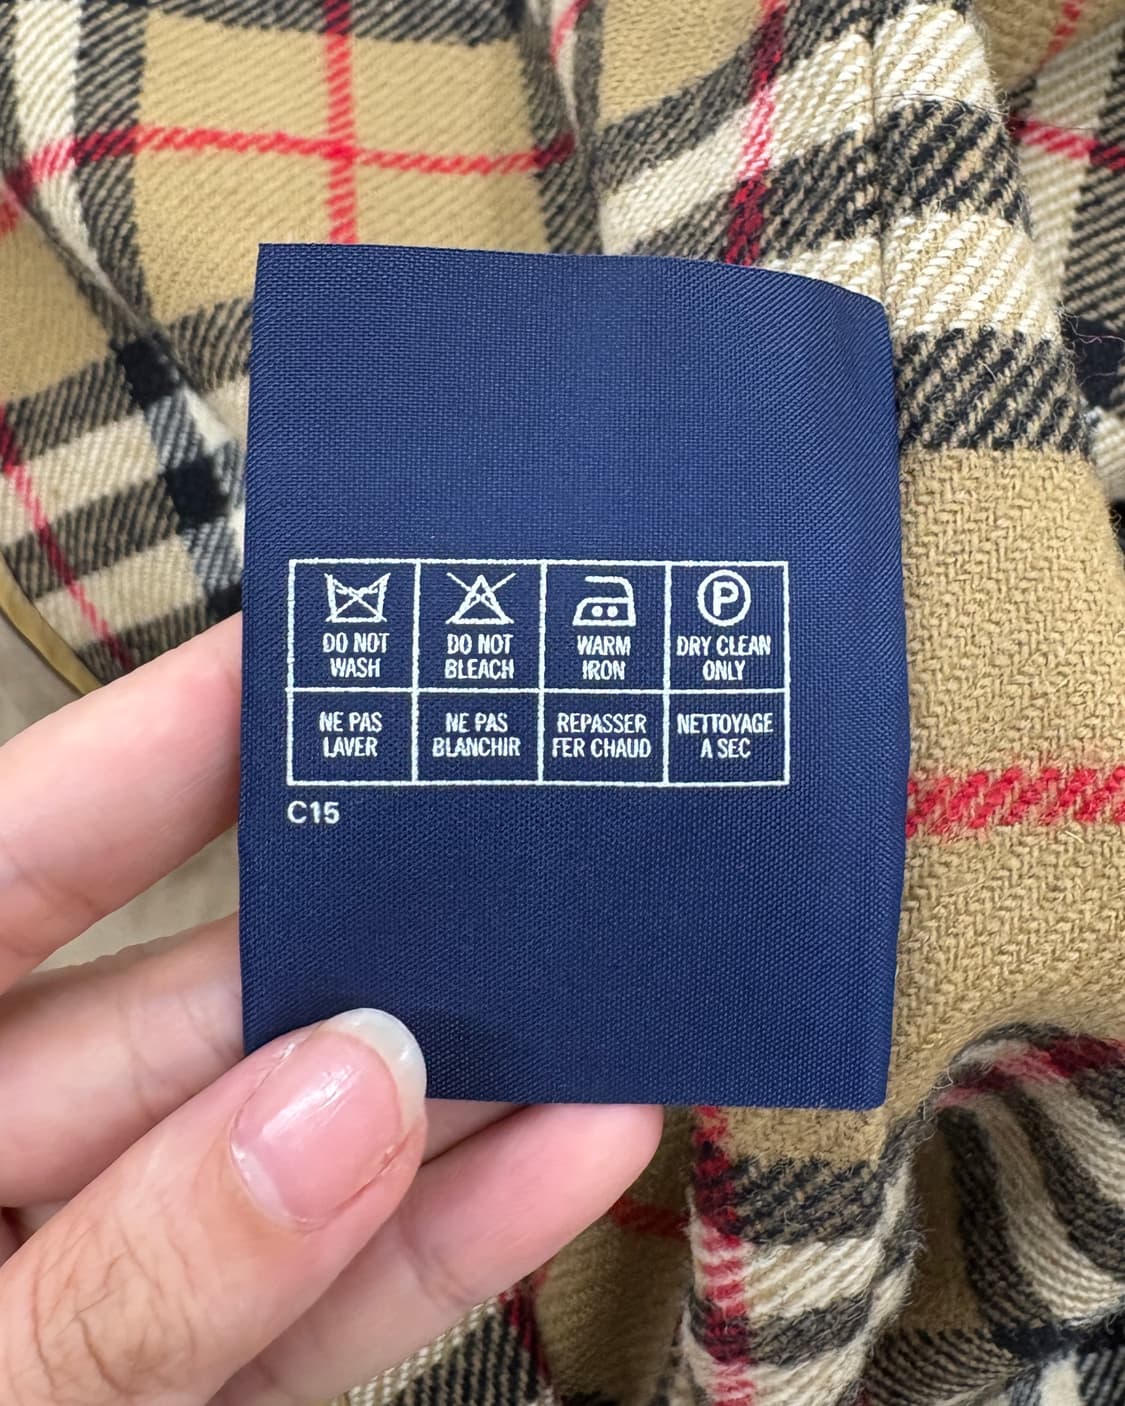 P
DO NOT
WASH
DO NOT
BLEACH
WARM
IRON
DRY CLEAN
ONLY
NE PAS
LAVER
NE PAS
BLANCHIR
REPASSER
FER CHAUD
NETTOYAGE
A SEC
C15